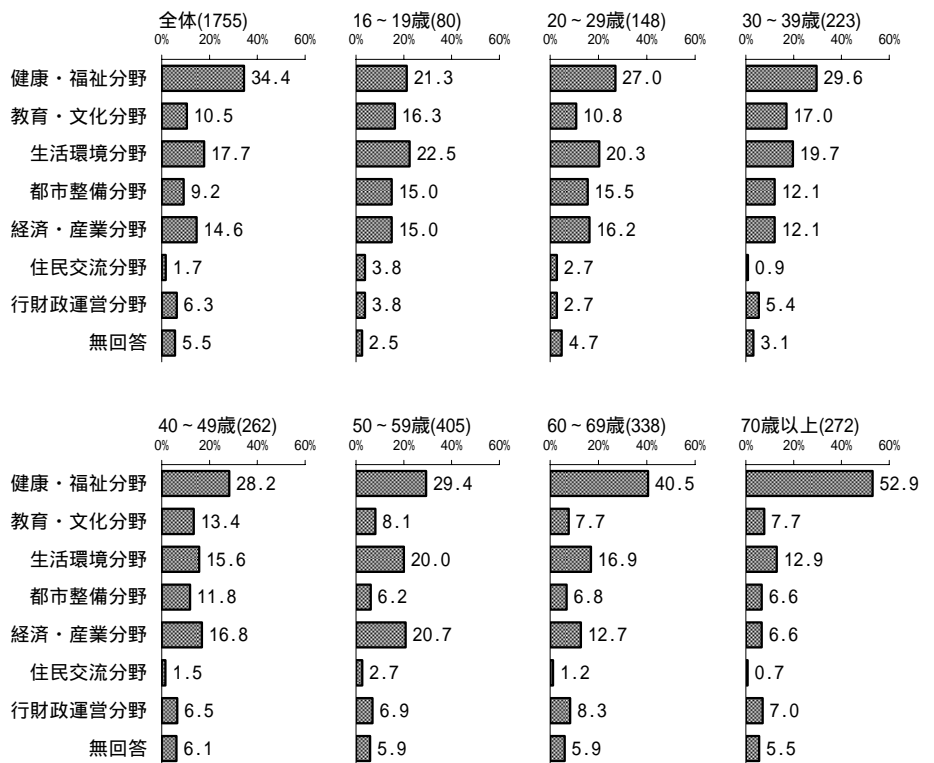 全体(1755) 16~19歳(80) 20~29歳(148) 30~39歳(223)
0% 20% 40% 60% 0% 20% 40% 60% 0% 20% 40% 60% 0% 20% 40% 60%
健康・福祉分野 34.4 21.3 27.0 29.6
教育・文化分野 10.5 16.3 10.8 17.0
生活環境分野 17.7 22.5 20.3 19.7
都市整備分野 9.2 15.0 15.5 12.1
経済・産業分野 14.6 15.0 16.2 12.1
住民交流分野 1.7 3.8 2.7 0.9
行財政運営分野 6.3 3.8 2.7 5.4
無回答 5.5 2.5 4.7 3.1
40~49歳(262) 50~59歳(405) 60~69歳(338) 70歳以上(272)
0% 20% 40% 60% 0% 20% 40% 60% 0% 20% 40% 60% 0% 20% 40% 60%
健康・福祉分野 28.2 29.4 40.5 52.9
教育・文化分野 13.4 8.1 7.7 7.7
生活環境分野 15.6 20.0 16.9 12.9
都市整備分野 11.8 6.2 6.8 6.6
経済・産業分野 16.8 20.7 12.7 6.6
住民交流分野 1.5 2.7 1.2 0.7
行財政運営分野 6.5 6.9 8.3 7.0
無回答 6.1 5.9 5.9 5.5